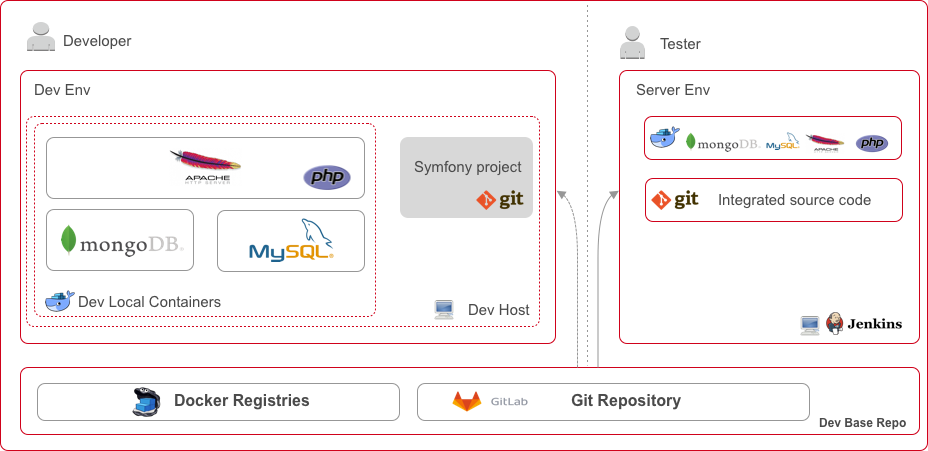 Developer
Tester
Dev Env
Server Env
APACHE
HTTP SERVER
php
Symfony project
git
mongoDB.
MySQL
APACHE
php
git
Integrated source code
mongoDB®
MySQL®
Dev Local Containers
Dev Host
Jenkins
Docker Registries
GitLab
Git Repository
Dev Base Repo